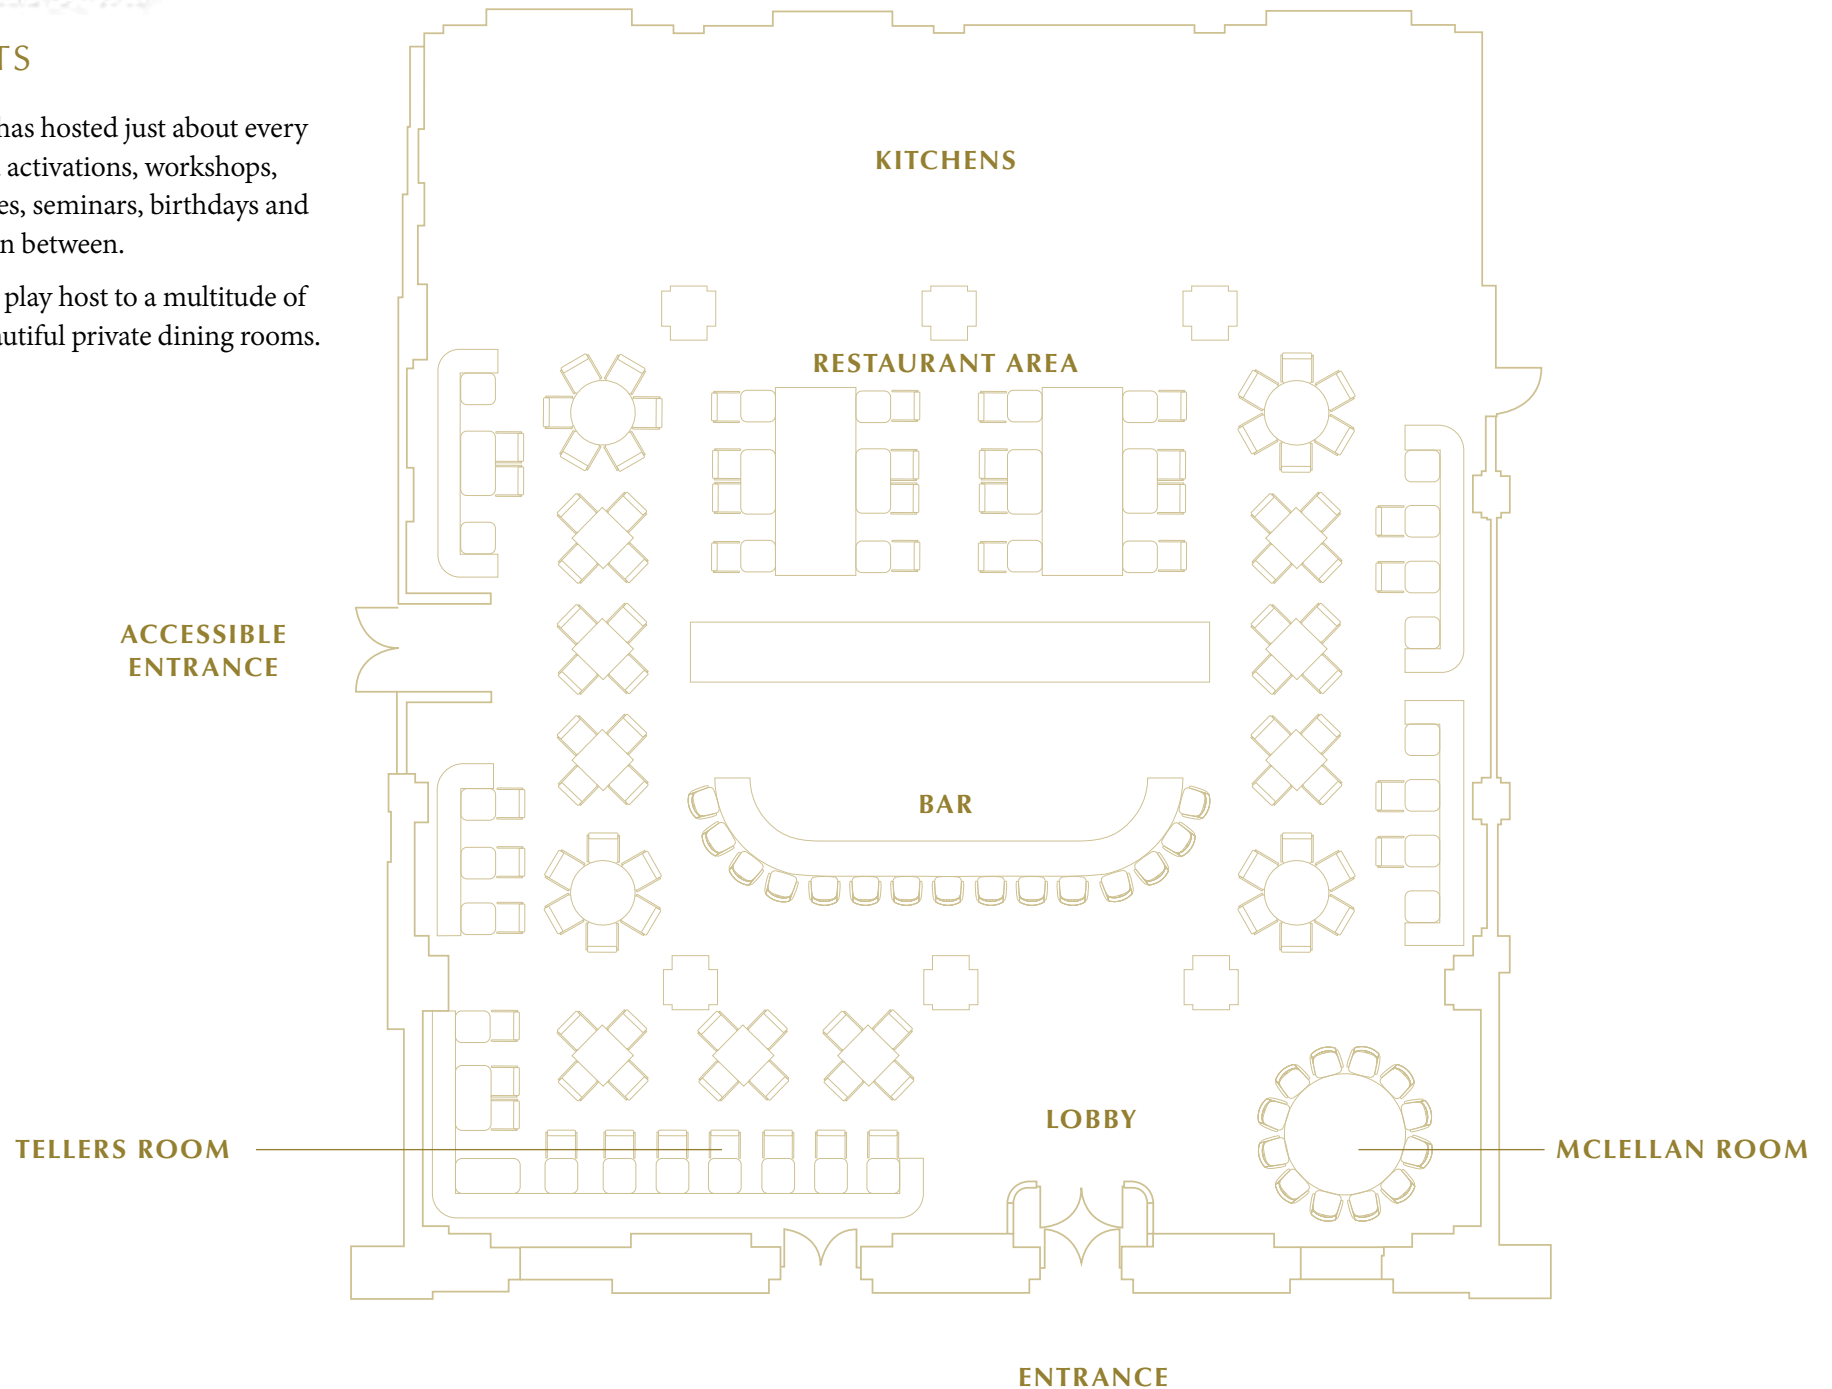 TS
has hosted just about every
activations, workshops,
es, seminars, birthdays and
n between.
play host to a multitude of
autiful private dining rooms.
KITCHENS
RESTAURANT AREA
ACCESSIBLE
ENTRANCE
BAR
LOBBY
TELLERS ROOM
MCLELLAN ROOM
ENTRANCE